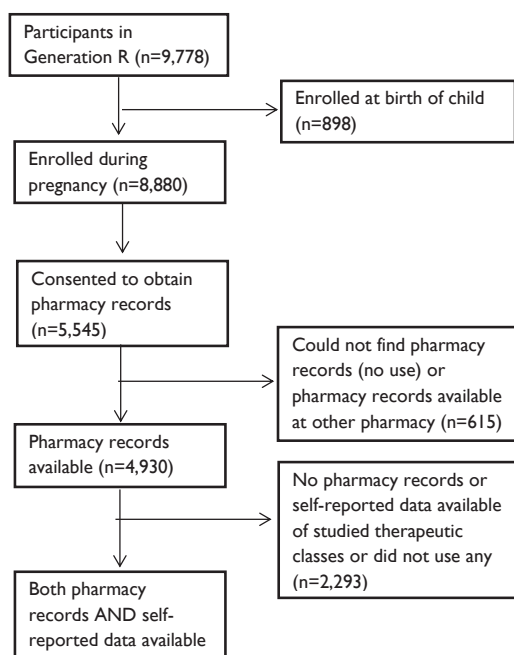 Participants in
Generation R (n=9,778)
Enrolled at birth of child
(n=898)
Enrolled during
pregnancy (n=8,880)
Consented to obtain
pharmacy records
(n=5,545)
Could not find pharmacy
records (no use) or
pharmacy records available
at other pharmacy (n=615)
Pharmacy records
available (n=4,930)
No pharmacy records or
self-reported data available
of studied therapeutic
classes or did not use any
(n=2,293)
Both pharmacy
records AND self-
reported data available